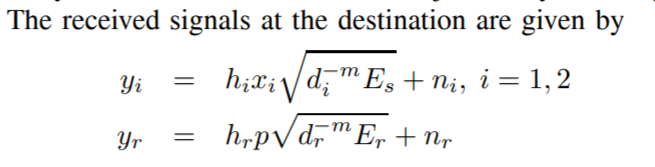 The received signals at the destination are given by
y_i = h_i x_i √(d_i^{-m} E_s) + n_i, i = 1, 2
y_r = h_r p √(d_r^{-m} E_r) + n_r